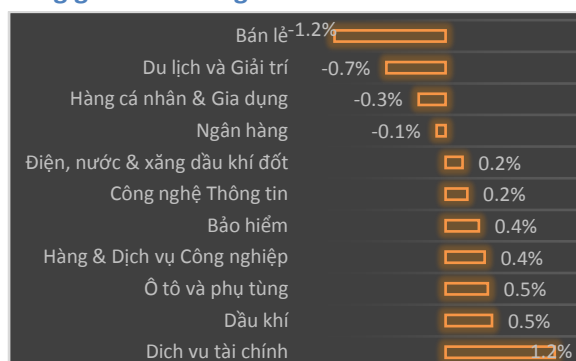 Bán lẻ -1.2%
Du lịch và Giải trí -0.7%
Hàng cá nhân & Gia dụng -0.3%
Ngân hàng -0.1%
Điện, nước & xăng dầu khí đốt 0.2%
Công nghệ Thông tin 0.2%
Bảo hiểm 0.4%
Hàng & Dịch vụ Công nghiệp 0.4%
Ô tô và phụ tùng 0.5%
Dầu khí 0.5%
Dịch vụ tài chính 1.2%